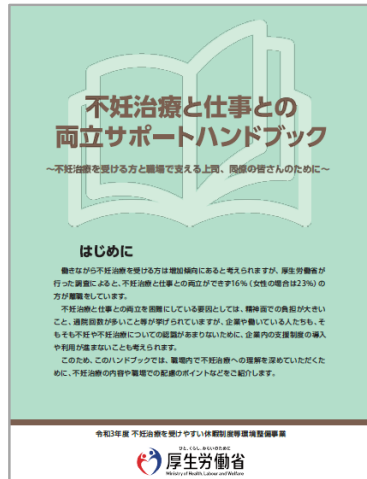 不妊治療と仕事との
両立サポートハンドブック
～不妊治療を受ける方と職場で支える上司、同僚の皆さんのために～
はじめに
働きながら不妊治療を受ける方は増加傾向にあると考えられますが、厚生労働省が
行った調査によると、不妊治療と仕事との両立ができず16%（女性の場合は23%）の
方が離職をしています。
不妊治療と仕事との両立を困難にしている要因としては、精神面での負担が大きい
こと、通院回数が多いこと等が挙げられていますが、企業や働いている人たちも、そ
もそも不妊や不妊治療についての認識があまりないために、企業内の支援制度の導入
や利用が進まないことも考えられます。
このため、このハンドブックでは、職場内で不妊治療への理解を深めていただくた
めに、不妊治療の内容や職場での配慮のポイントなどをご紹介します。
令和3年度 不妊治療を受けやすい休暇制度等環境整備事業
ひと、くらし、みらいのために
厚生労働省
Ministry of Health, Labour and Welfare